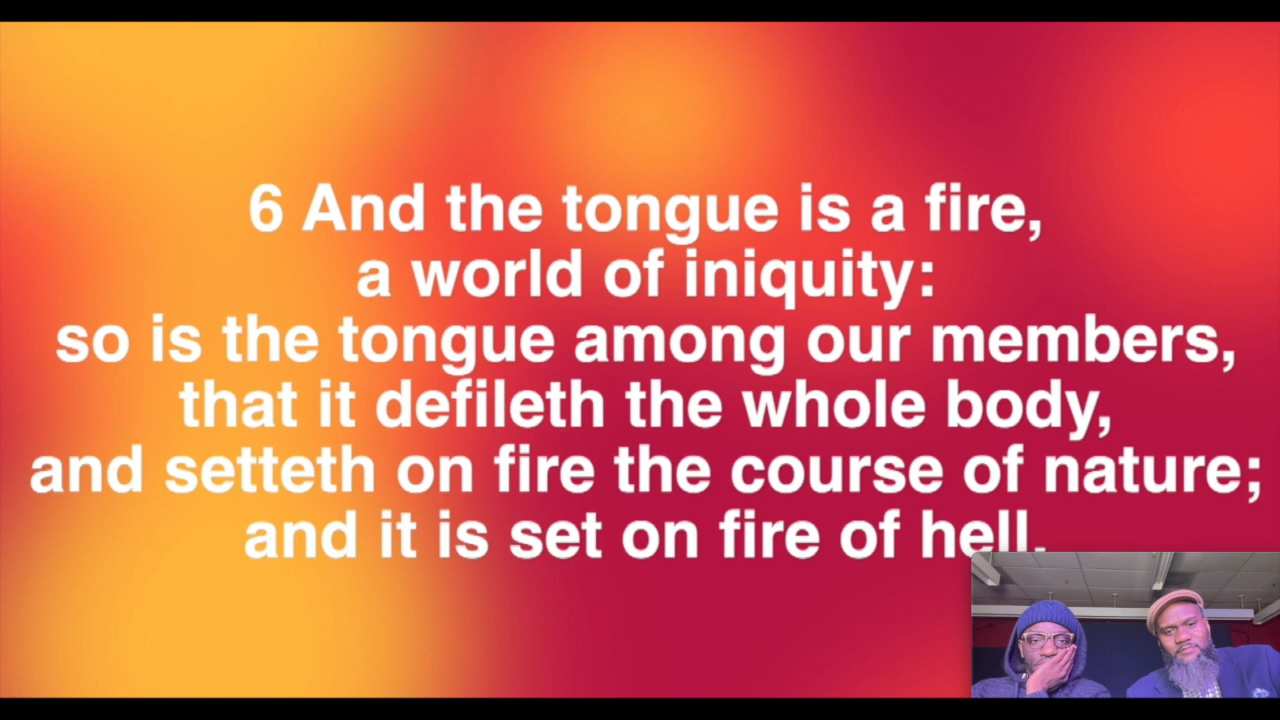 6 And the tongue is a fire,
a world of iniquity:
so is the tongue among our members,
that it defileth the whole body,
and setteth on fire the course of nature;
and it is set on fire of hell.